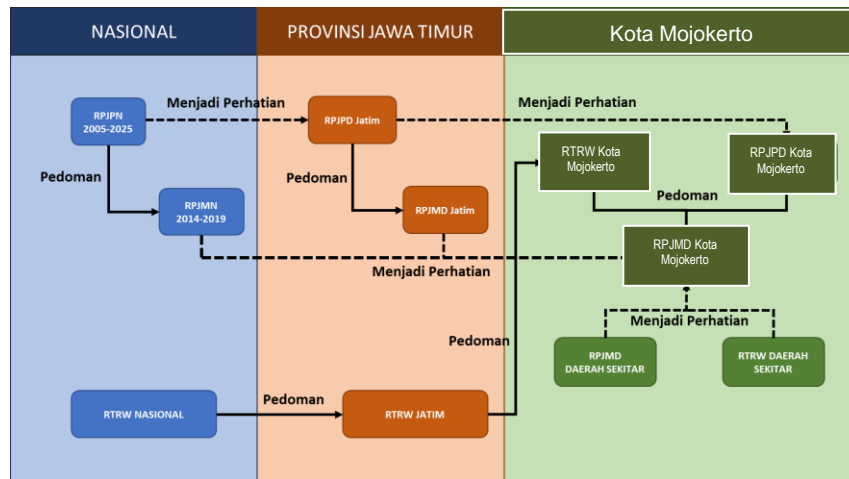 NASIONAL
PROVINSI JAWA TIMUR
Kota Mojokerto
RPJPN
2005-2025
Menjadi Perhatian
RPJPD Jatim
Menjadi Perhatian
RTRW Kota
Mojokerto
RPJPD Kota
Mojokerto
Pedoman
Pedoman
Pedoman
RPJMN
2014-2019
RPJMD Jatim
RPJMD Kota
Mojokerto
Menjadi Perhatian
Menjadi Perhatian
Pedoman
RPJMD
DAERAH SEKITAR
RTRW DAERAH
SEKITAR
RTRW NASIONAL
Pedoman
RTRW JATIM